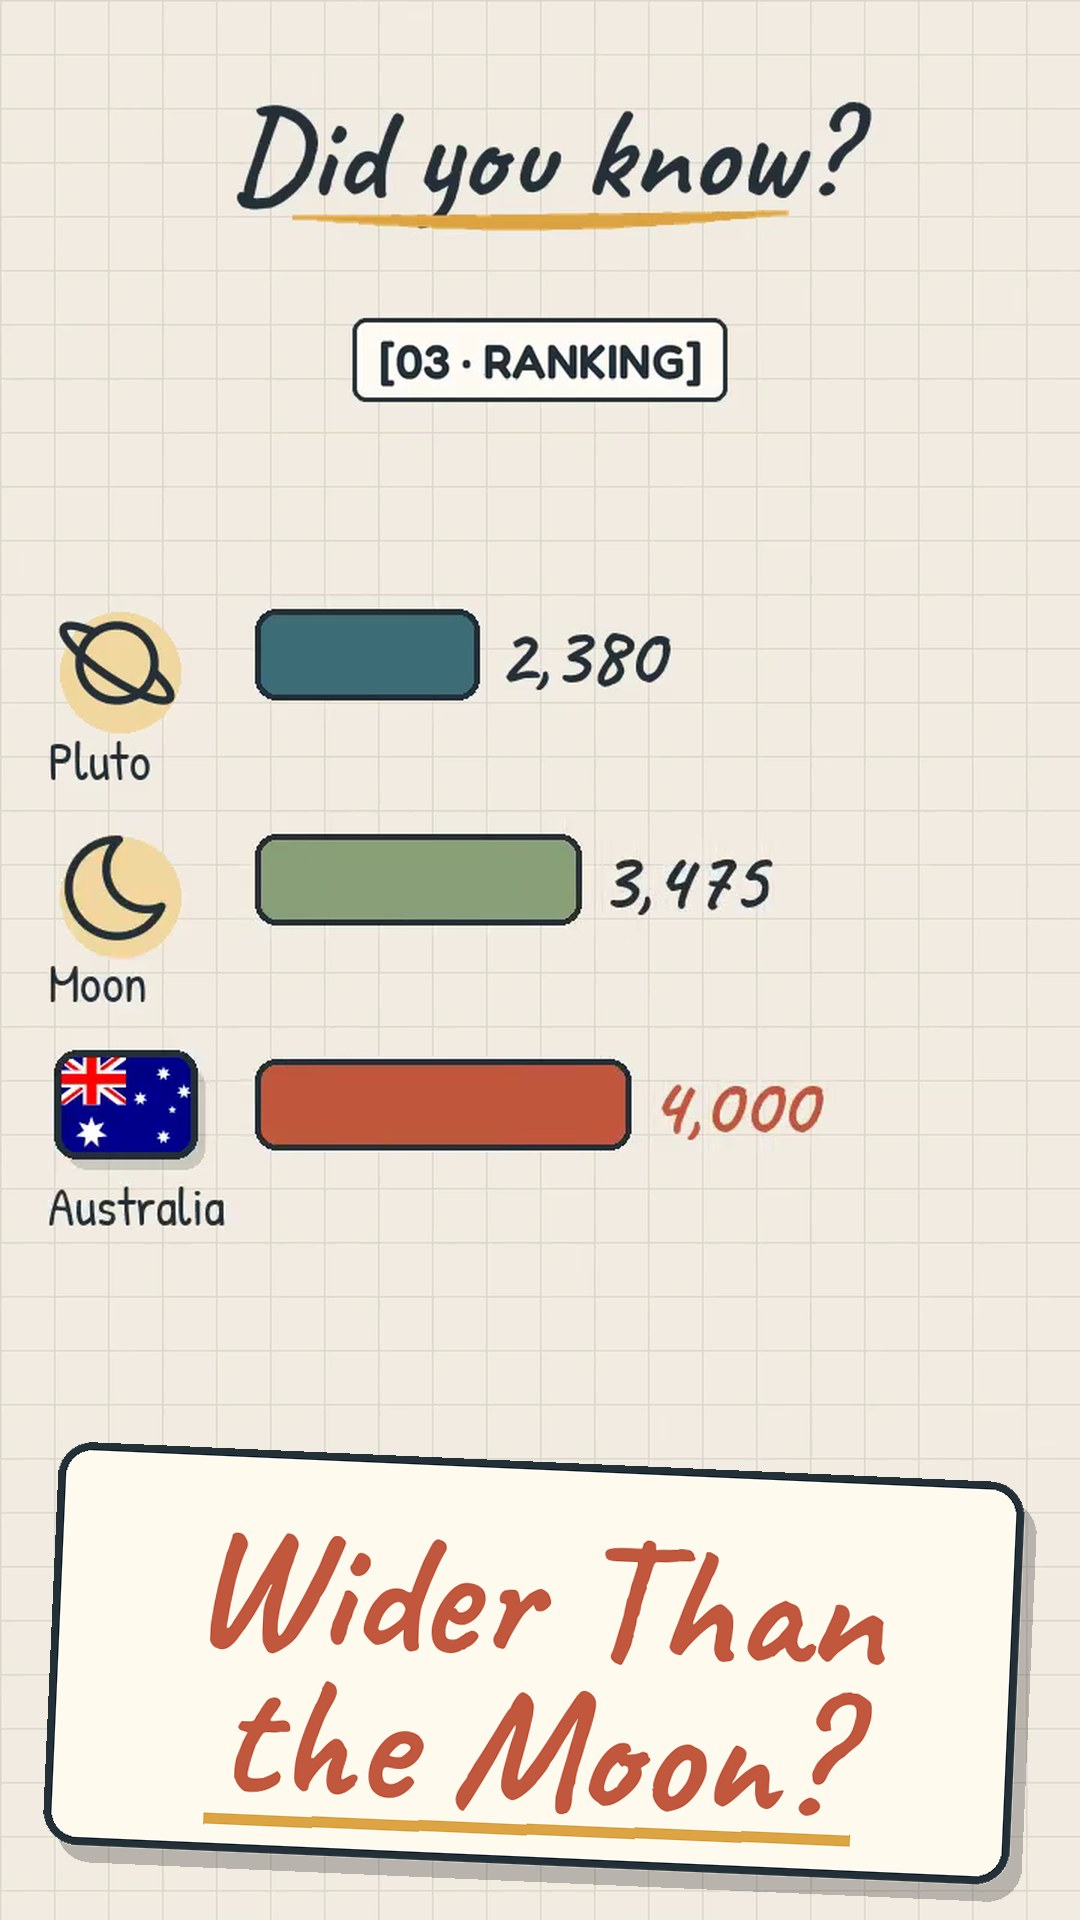 Did you know?
[03 · RANKING]
2,380
Pluto
3,475
Moon
4,000
Australia
Wider Than
the Moon?